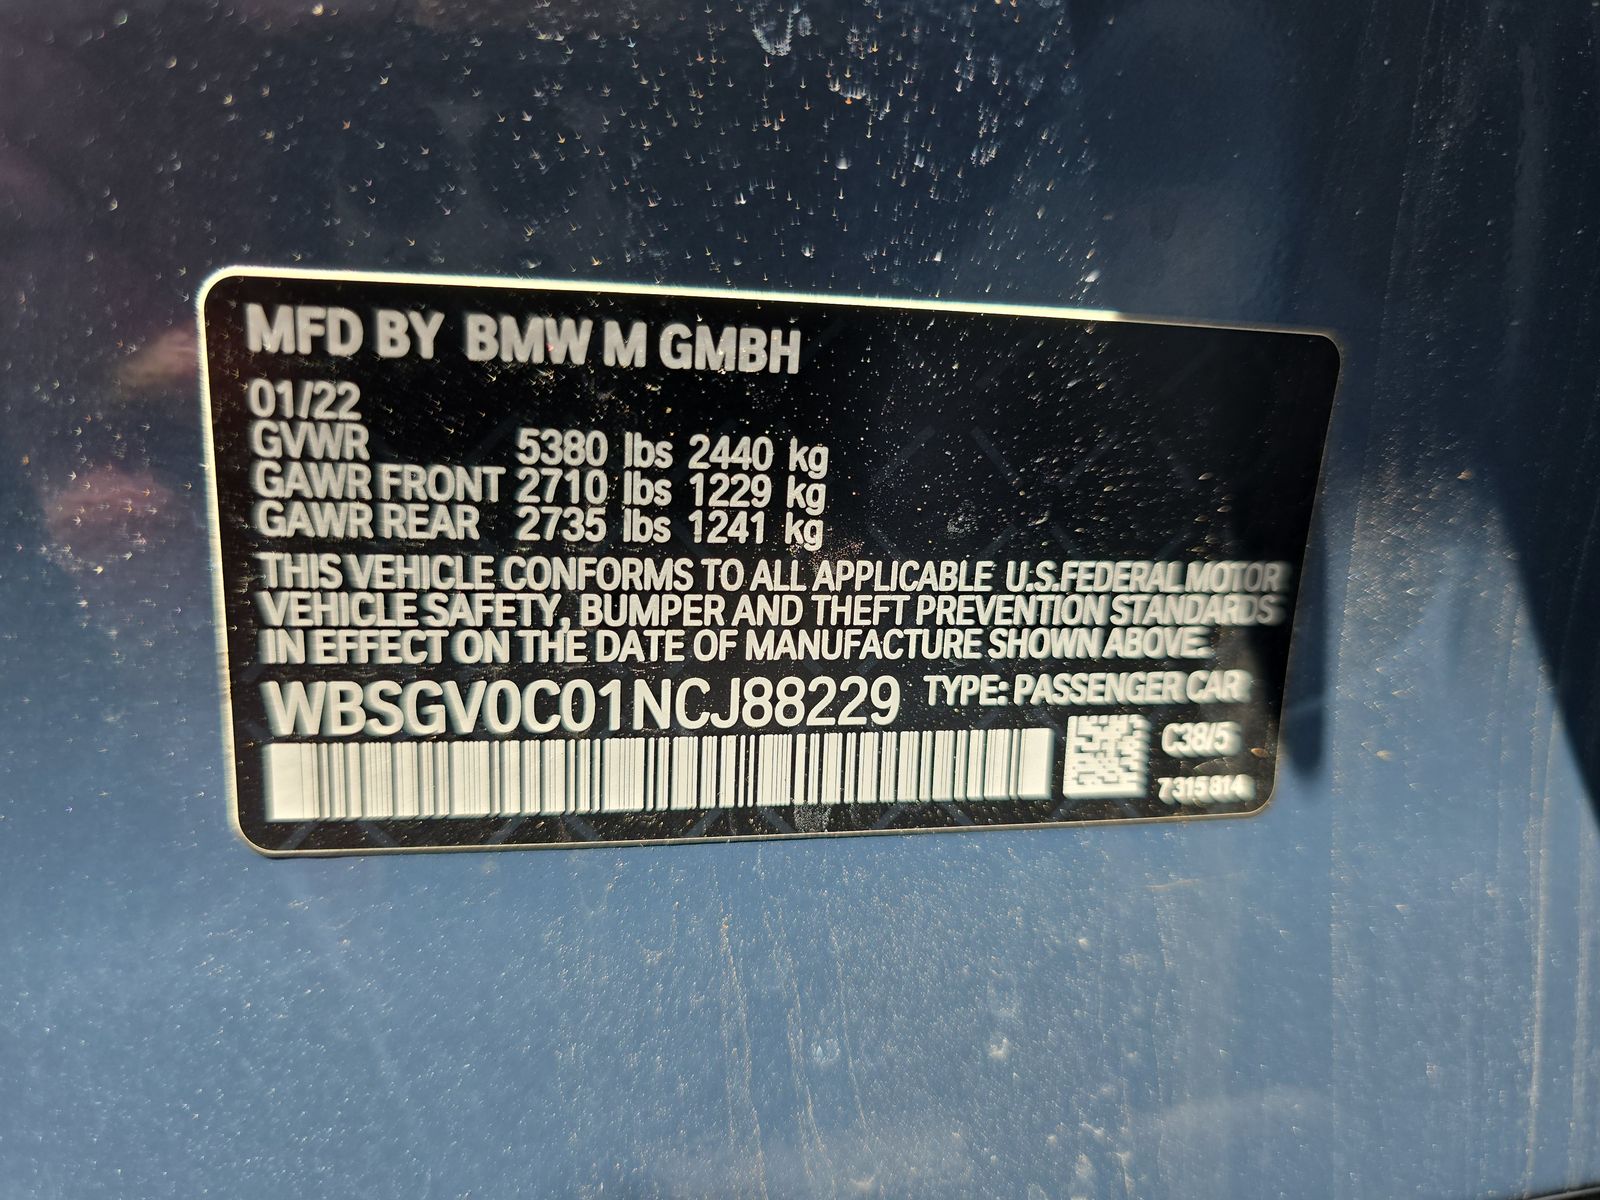 MFD BY BMW M GMBH
01/22
GVWR 5380 lbs 2440 kg
GAWR FRONT 2710 lbs 1229 kg
GAWR REAR 2735 lbs 1241 kg
THIS VEHICLE CONFORMS TO ALL APPLICABLE U.S.FEDERAL MOTOR
VEHICLE SAFETY, BUMPER AND THEFT PREVENTION STANDARDS
IN EFFECT ON THE DATE OF MANUFACTURE SHOWN ABOVE.
WBSGV0C01NCJ88229 TYPE: PASSENGER CAR
C38/5
7315814